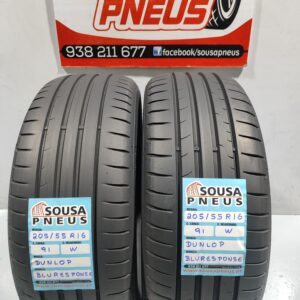 PNEUS
938 211 677
facebook/sousapneus
SOUSA
PNEUS
205/55 R16
91 W
DUNLOP
BLURESPONSE
SOUSA
PNEUS
205/55 R16
91 W
DUNLOP
BLURESPONSE